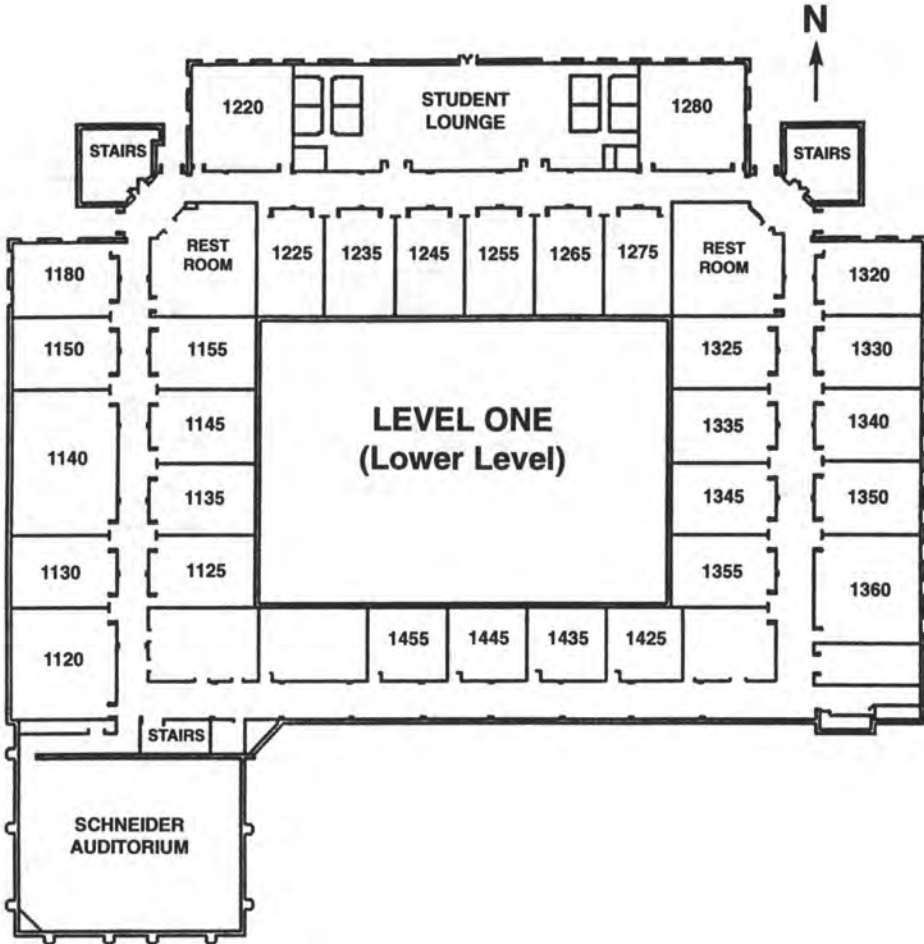 N
1220
STUDENT
LOUNGE
1280
STAIRS
STAIRS
REST
ROOM
1225
1235
1245
1255
1265
1275
REST
ROOM
1180
1320
1150
1155
1325
1330
LEVEL ONE
(Lower Level)
1140
1145
1335
1340
1135
1345
1350
1130
1125
1355
1360
1120
1455
1445
1435
1425
STAIRS
SCHNEIDER
AUDITORIUM